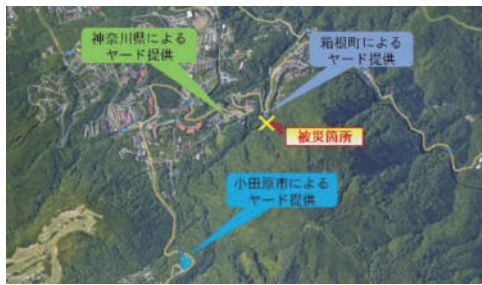 神奈川県による
ヤード提供
箱根町による
ヤード提供
被災箇所
小田原市による
ヤード提供